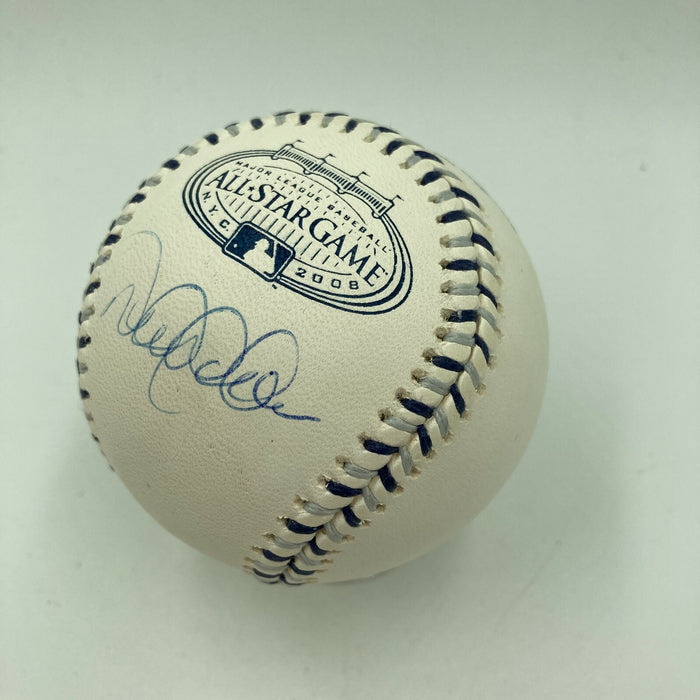 MAJOR LEAGUE BASEBALL
ALL★STAR GAME
N.Y.C. 2008